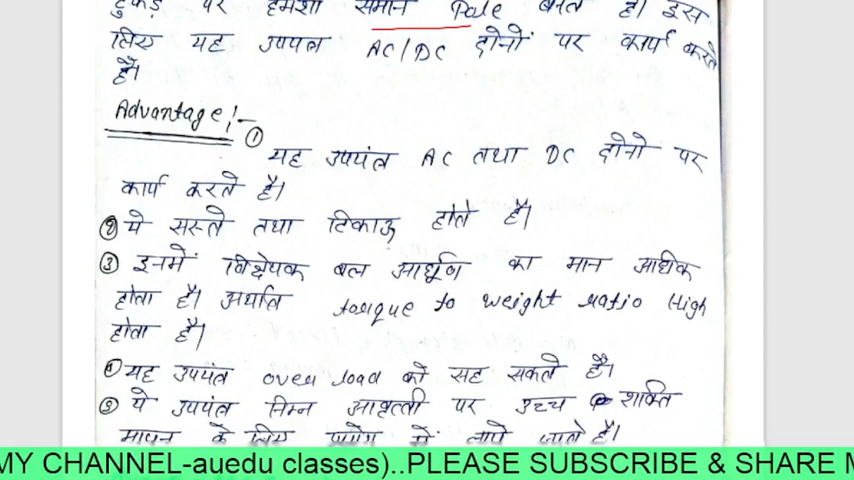 टुकड़े पर हमेशा समान Pole बनते है। इस
लिए यह उपयंत्र AC/DC दोनों पर कार्य करते
है।
Advantage:-
① यह उपयंत्र AC तथा DC दोनो पर
कार्य करते है।
② ये सस्ते तथा टिकाऊ होते है।
③ इनमें विक्षेपक बल आर्घूण का मान अधिक
होता है। अर्थात torque to weight ratio High
होता है।
④ यह उपयंत्र over load को सह सकते है।
⑤ ये उपयंत्र निम्न आवृत्ती पर उच्च शक्ति
मापन के लिए प्रयोग में लाये जाते है।
MY CHANNEL-auedu classes)..PLEASE SUBSCRIBE & SHARE M